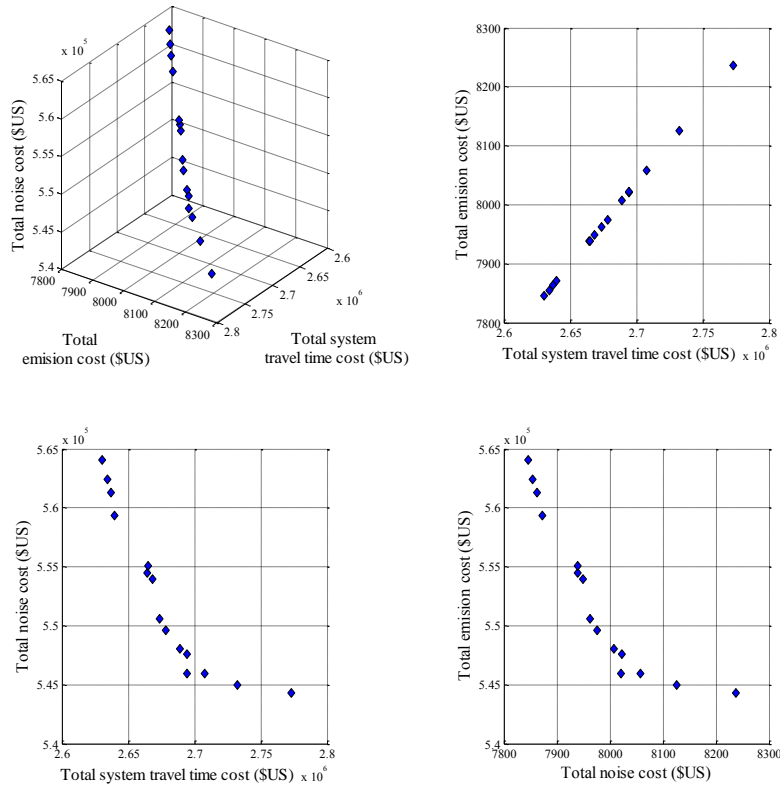 x 10^5
5.65
5.6
5.55
5.5
5.45
5.4
Total noise cost ($US)
7800
7900
8000
8100
8200
8300
2.8
2.75
2.7
2.65
2.6
x 10^6
Total
emision cost ($US)
Total system
travel time cost ($US)
8300
8200
8100
8000
7900
7800
Total emision cost ($US)
2.6 2.65 2.7 2.75 2.8
Total system travel time cost ($US) x 10^6
x 10^5
5.65
5.6
5.55
5.5
5.45
5.4
Total noise cost ($US)
2.6 2.65 2.7 2.75 2.8
Total system travel time cost ($US) x 10^6
x 10^5
5.65
5.6
5.55
5.5
5.45
5.4
Total emision cost ($US)
7800 7900 8000 8100 8200 8300
Total noise cost ($US)